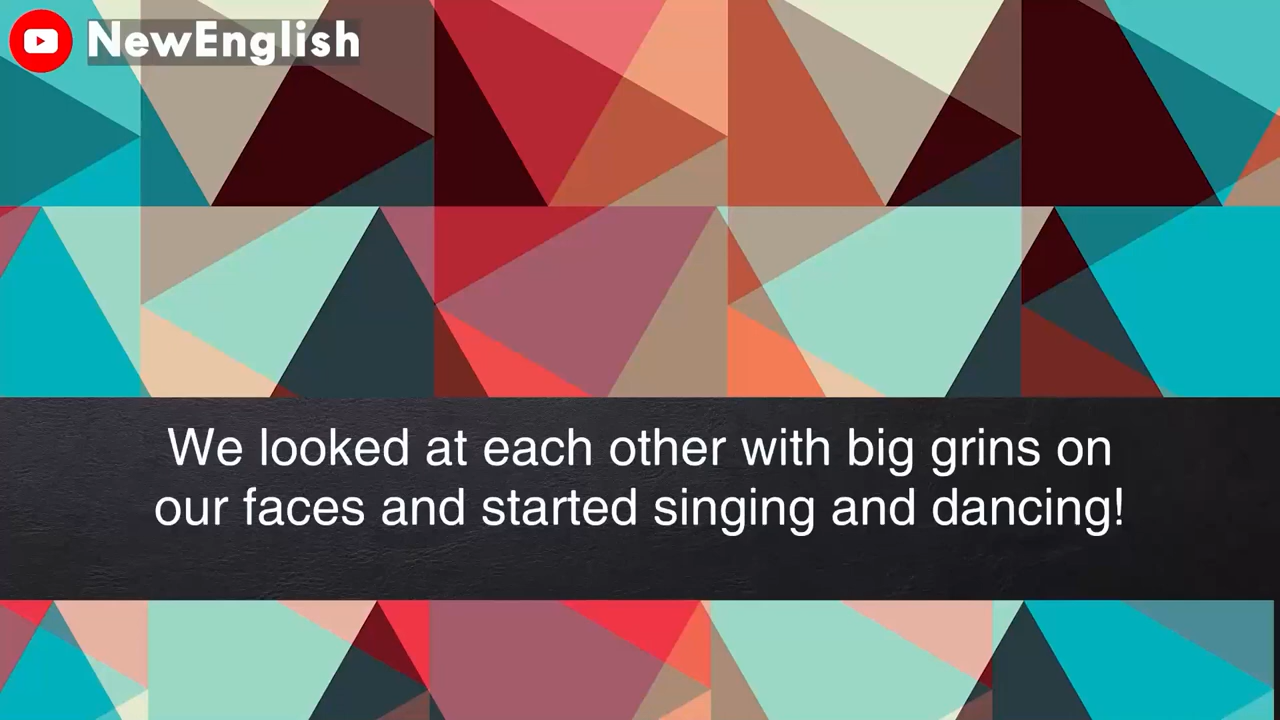 NewEnglish
We looked at each other with big grins on
our faces and started singing and dancing!